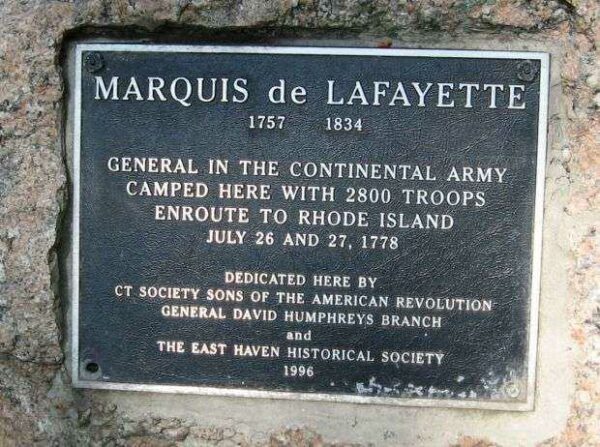 MARQUIS de LAFAYETTE
1757 1834
GENERAL IN THE CONTINENTAL ARMY
CAMPED HERE WITH 2800 TROOPS
ENROUTE TO RHODE ISLAND
JULY 26 AND 27, 1778
DEDICATED HERE BY
CT SOCIETY SONS OF THE AMERICAN REVOLUTION
GENERAL DAVID HUMPHREYS BRANCH
and
THE EAST HAVEN HISTORICAL SOCIETY
1996